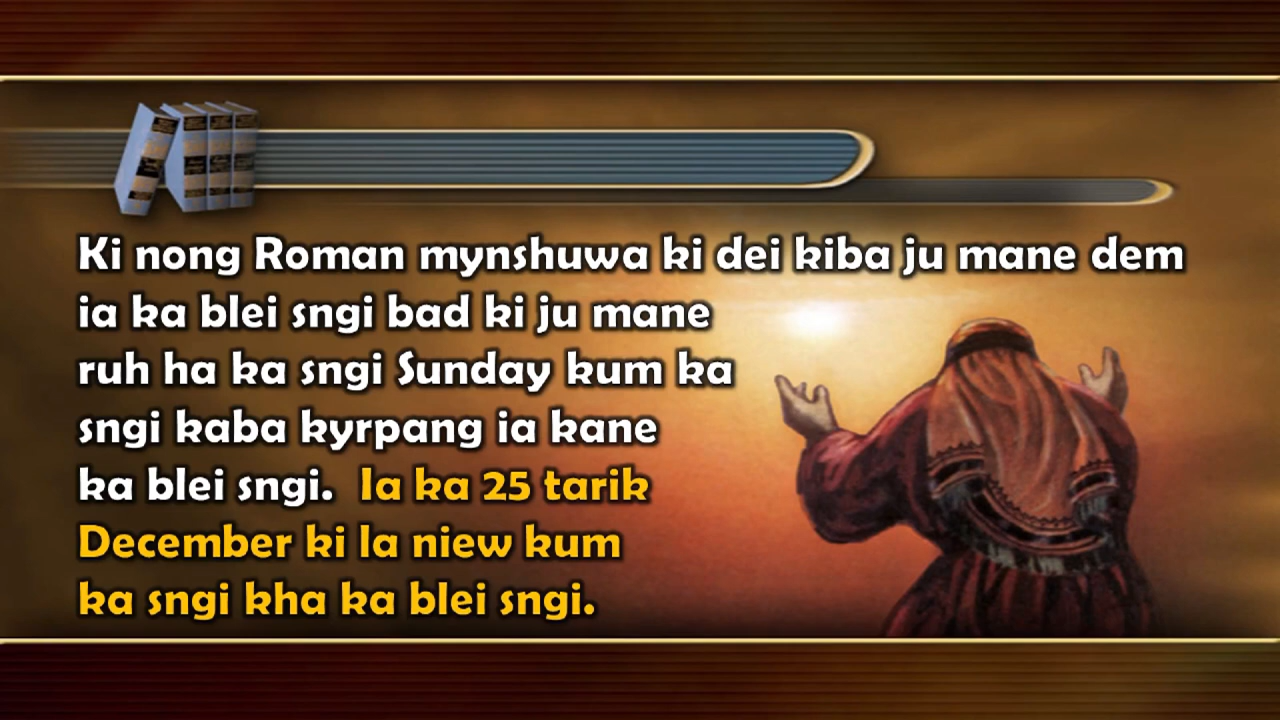 Ki nong Roman mynshuwa ki dei kiba ju mane dem
ia ka blei sngi bad ki ju mane
ruh ha ka sngi Sunday kum ka
sngi kaba kyrpang ia kane
ka blei sngi. Ia ka 25 tarik
December ki la niew kum
ka sngi kha ka blei sngi.